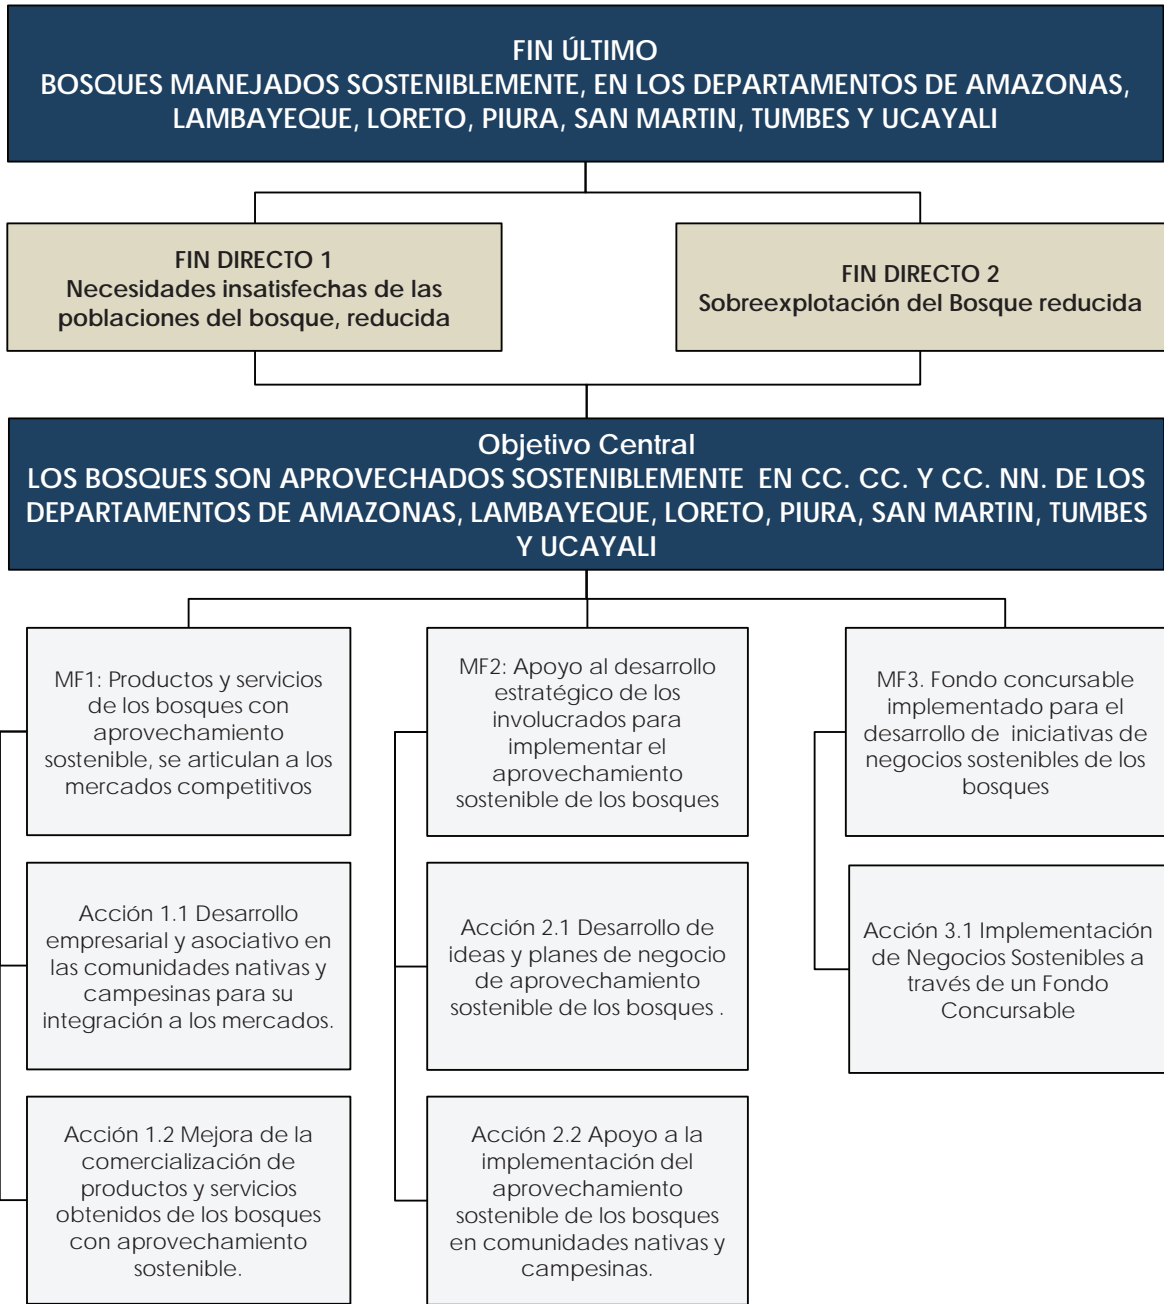 FIN ÚLTIMO
BOSQUES MANEJADOS SOSTENIBLEMENTE, EN LOS DEPARTAMENTOS DE AMAZONAS,
LAMBAYEQUE, LORETO, PIURA, SAN MARTIN, TUMBES Y UCAYALI
FIN DIRECTO 1
Necesidades insatisfechas de las
poblaciones del bosque, reducida
FIN DIRECTO 2
Sobreexplotación del Bosque reducida
Objetivo Central
LOS BOSQUES SON APROVECHADOS SOSTENIBLEMENTE EN CC. CC. Y CC. NN. DE LOS
DEPARTAMENTOS DE AMAZONAS, LAMBAYEQUE, LORETO, PIURA, SAN MARTIN, TUMBES
Y UCAYALI
MF1: Productos y servicios
de los bosques con
aprovechamiento
sostenible, se articulan a los
mercados competitivos
MF2: Apoyo al desarrollo
estratégico de los
involucrados para
implementar el
aprovechamiento
sostenible de los bosques
MF3. Fondo concursable
implementado para el
desarrollo de iniciativas de
negocios sostenibles de los
bosques
Acción 1.1 Desarrollo
empresarial y asociativo en
las comunidades nativas y
campesinas para su
integración a los mercados.
Acción 2.1 Desarrollo de
ideas y planes de negocio
de aprovechamiento
sostenible de los bosques .
Acción 3.1 Implementación
de Negocios Sostenibles a
través de un Fondo
Concursable
Acción 1.2 Mejora de la
comercialización de
productos y servicios
obtenidos de los bosques
con aprovechamiento
sostenible.
Acción 2.2 Apoyo a la
implementación del
aprovechamiento
sostenible de los bosques
en comunidades nativas y
campesinas.